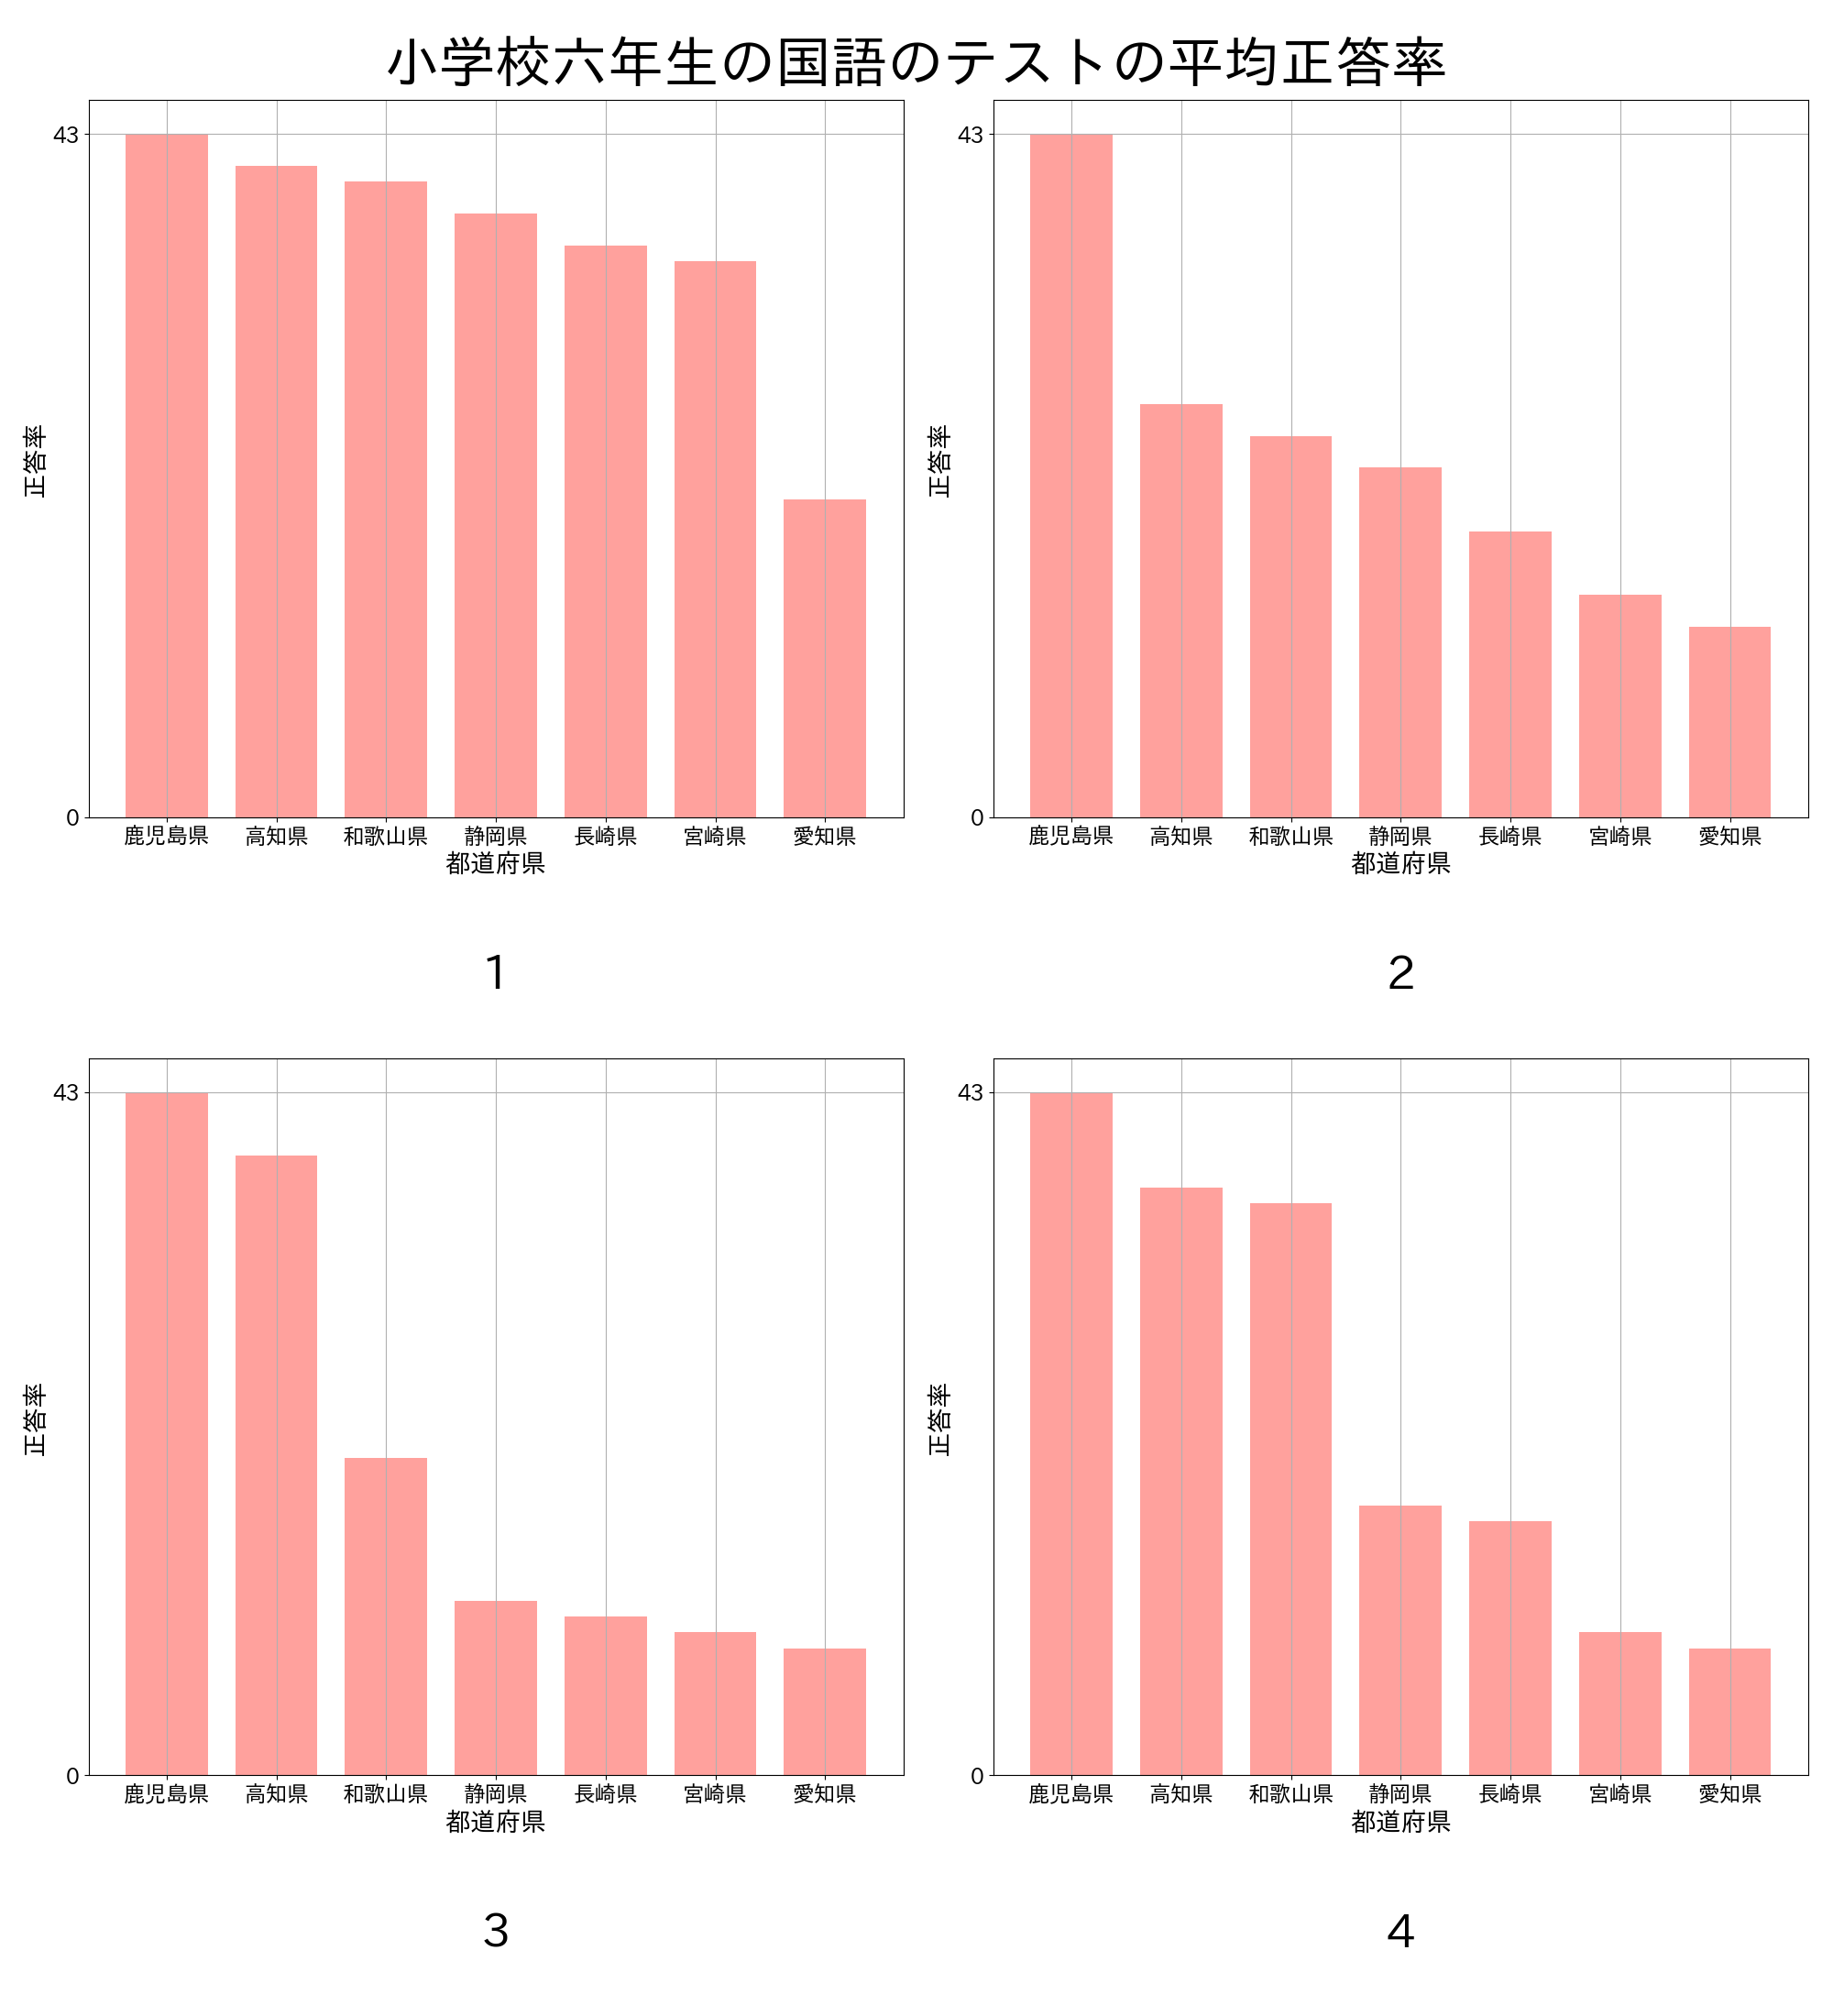 小学校六年生の国語のテストの平均正答率
43
0
正答率
鹿児島県 高知県 和歌山県 静岡県 長崎県 宮崎県 愛知県
都道府県
1
43
0
正答率
鹿児島県 高知県 和歌山県 静岡県 長崎県 宮崎県 愛知県
都道府県
2
43
0
正答率
鹿児島県 高知県 和歌山県 静岡県 長崎県 宮崎県 愛知県
都道府県
3
43
0
正答率
鹿児島県 高知県 和歌山県 静岡県 長崎県 宮崎県 愛知県
都道府県
4